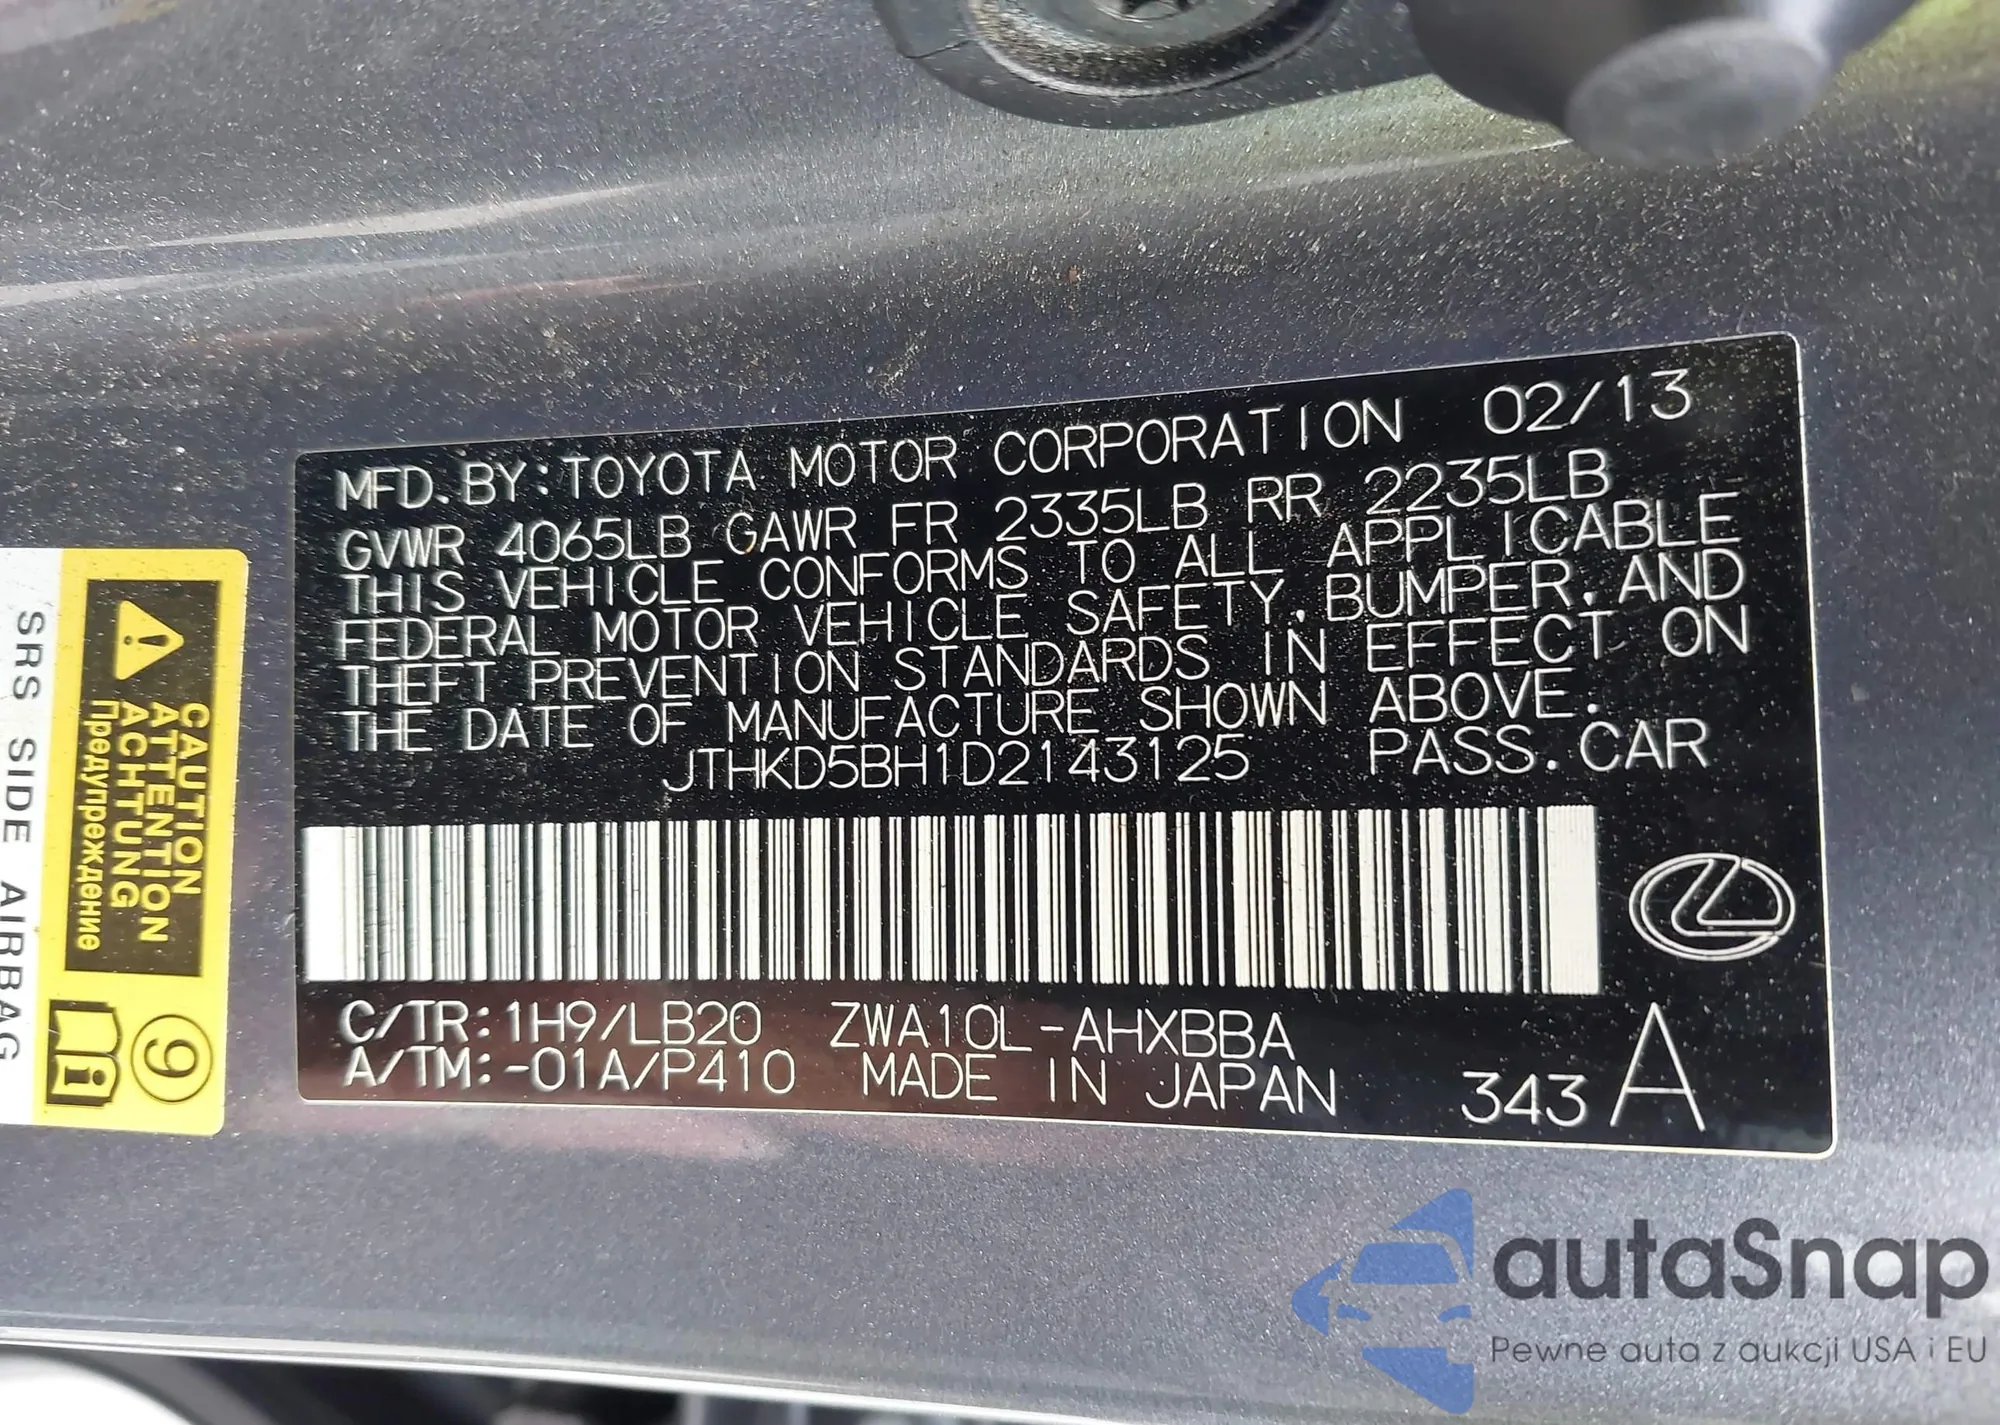 MFD. BY: TOYOTA MOTOR CORPORATION 02/13
GVWR 4065LB GAWR FR 2335LB RR 2235LB
THIS VEHICLE CONFORMS TO ALL APPLICABLE
FEDERAL MOTOR VEHICLE SAFETY, BUMPER, AND
THEFT PREVENTION STANDARDS IN EFFECT ON
THE DATE OF MANUFACTURE SHOWN ABOVE.
JTHKD5BH1D2143125 PASS. CAR
C/TR: 1H9/LB20 ZWA10L-AHXBBA
A/TM: -01A/P410 MADE IN JAPAN 343 A
CAUTION
ATTENTION
ACHTUNG
Предупреждение
SRS SIDE AIRBAG
9
autaSnap
Pewne auta z aukcji USA i EU